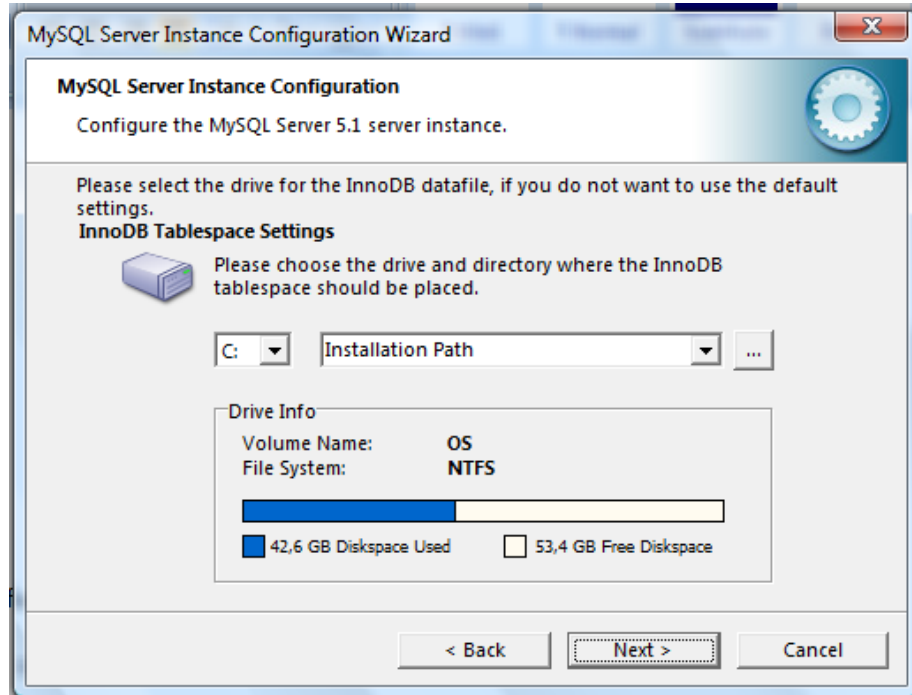 MySQL Server Instance Configuration Wizard
MySQL Server Instance Configuration
Configure the MySQL Server 5.1 server instance.
Please select the drive for the InnoDB datafile, if you do not want to use the default
settings.
InnoDB Tablespace Settings
Please choose the drive and directory where the InnoDB
tablespace should be placed.
C:
Installation Path
...
Drive Info
Volume Name: OS
File System: NTFS
42,6 GB Diskspace Used
53,4 GB Free Diskspace
< Back
Next >
Cancel